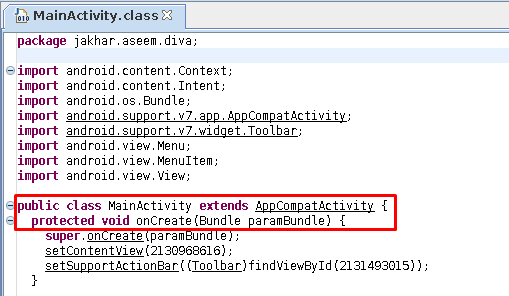 MainActivity.class
package jakhar.aseem.diva;
import android.content.Context;
import android.content.Intent;
import android.os.Bundle;
import android.support.v7.app.AppCompatActivity;
import android.support.v7.widget.Toolbar;
import android.view.Menu;
import android.view.MenuItem;
import android.view.View;
public class MainActivity extends AppCompatActivity {
protected void onCreate(Bundle paramBundle) {
super.onCreate(paramBundle);
setContentView(2130968616);
setSupportActionBar((Toolbar)findViewById(2131493015));
}